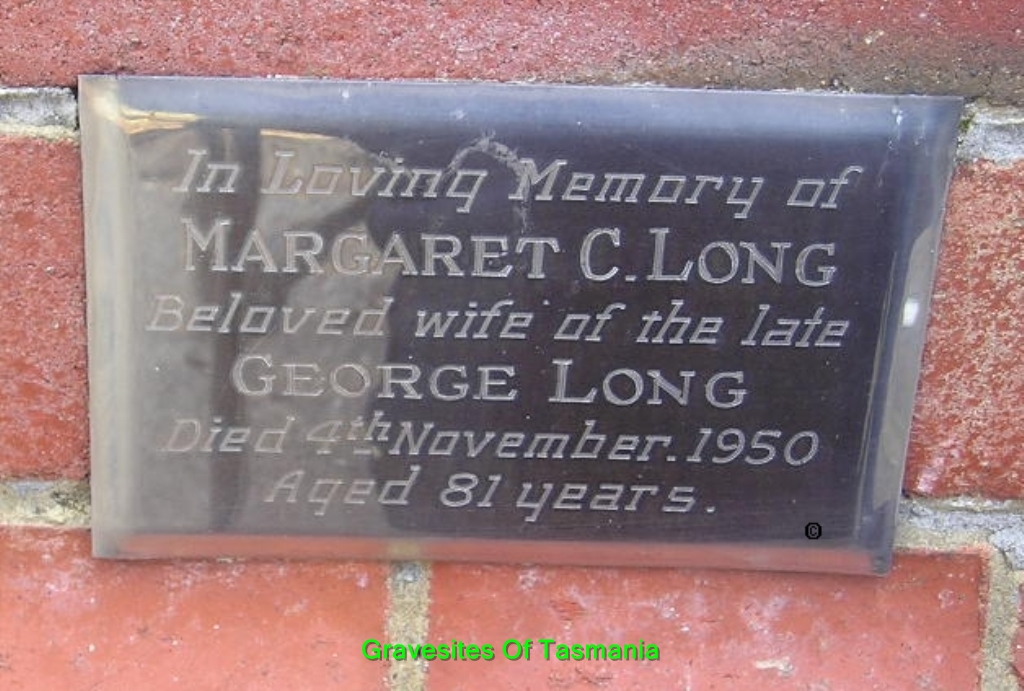 In Loving Memory of
MARGARET C. LONG
Beloved wife of the late
GEORGE LONG
Died 4th November. 1950
Aged 81 years.
©
Gravesites Of Tasmania